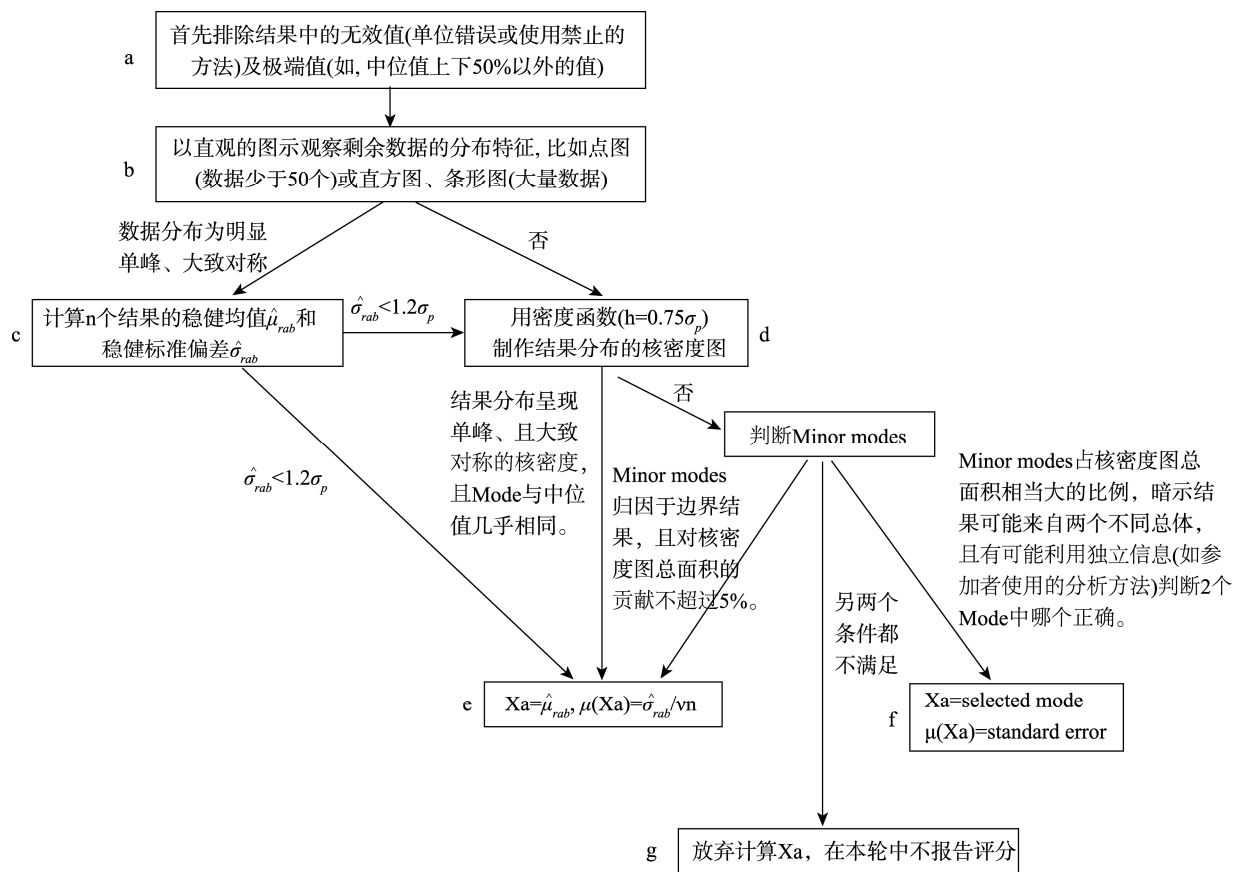 a
首先排除结果中的无效值(单位错误或使用禁止的
方法)及极端值(如, 中位值上下50%以外的值)
b
以直观的图示观察剩余数据的分布特征, 比如点图
(数据少于50个)或直方图、条形图(大量数据)
数据分布为明显
单峰、大致对称
否
c
计算n个结果的稳健均值μ̂rab和
稳健标准偏差σ̂rab
σ̂rab<1.2σp
用密度函数(h=0.75σp)
制作结果分布的核密度图
d
σ̂rab<1.2σp
结果分布呈现
单峰、且大致
对称的核密度,
且Mode与中位
值几乎相同。
否
判断Minor modes
Minor modes
归因于边界结
果，且对核密
度图总面积的
贡献不超过5%。
另两个
条件都
不满足
Minor modes占核密度图总
面积相当大的比例，暗示结
果可能来自两个不同总体，
且有可能利用独立信息(如参
加者使用的分析方法)判断2个
Mode中哪个正确。
e
Xa=μ̂rab, μ(Xa)=σ̂rab/νn
f
Xa=selected mode
μ(Xa)=standard error
g
放弃计算Xa，在本轮中不报告评分